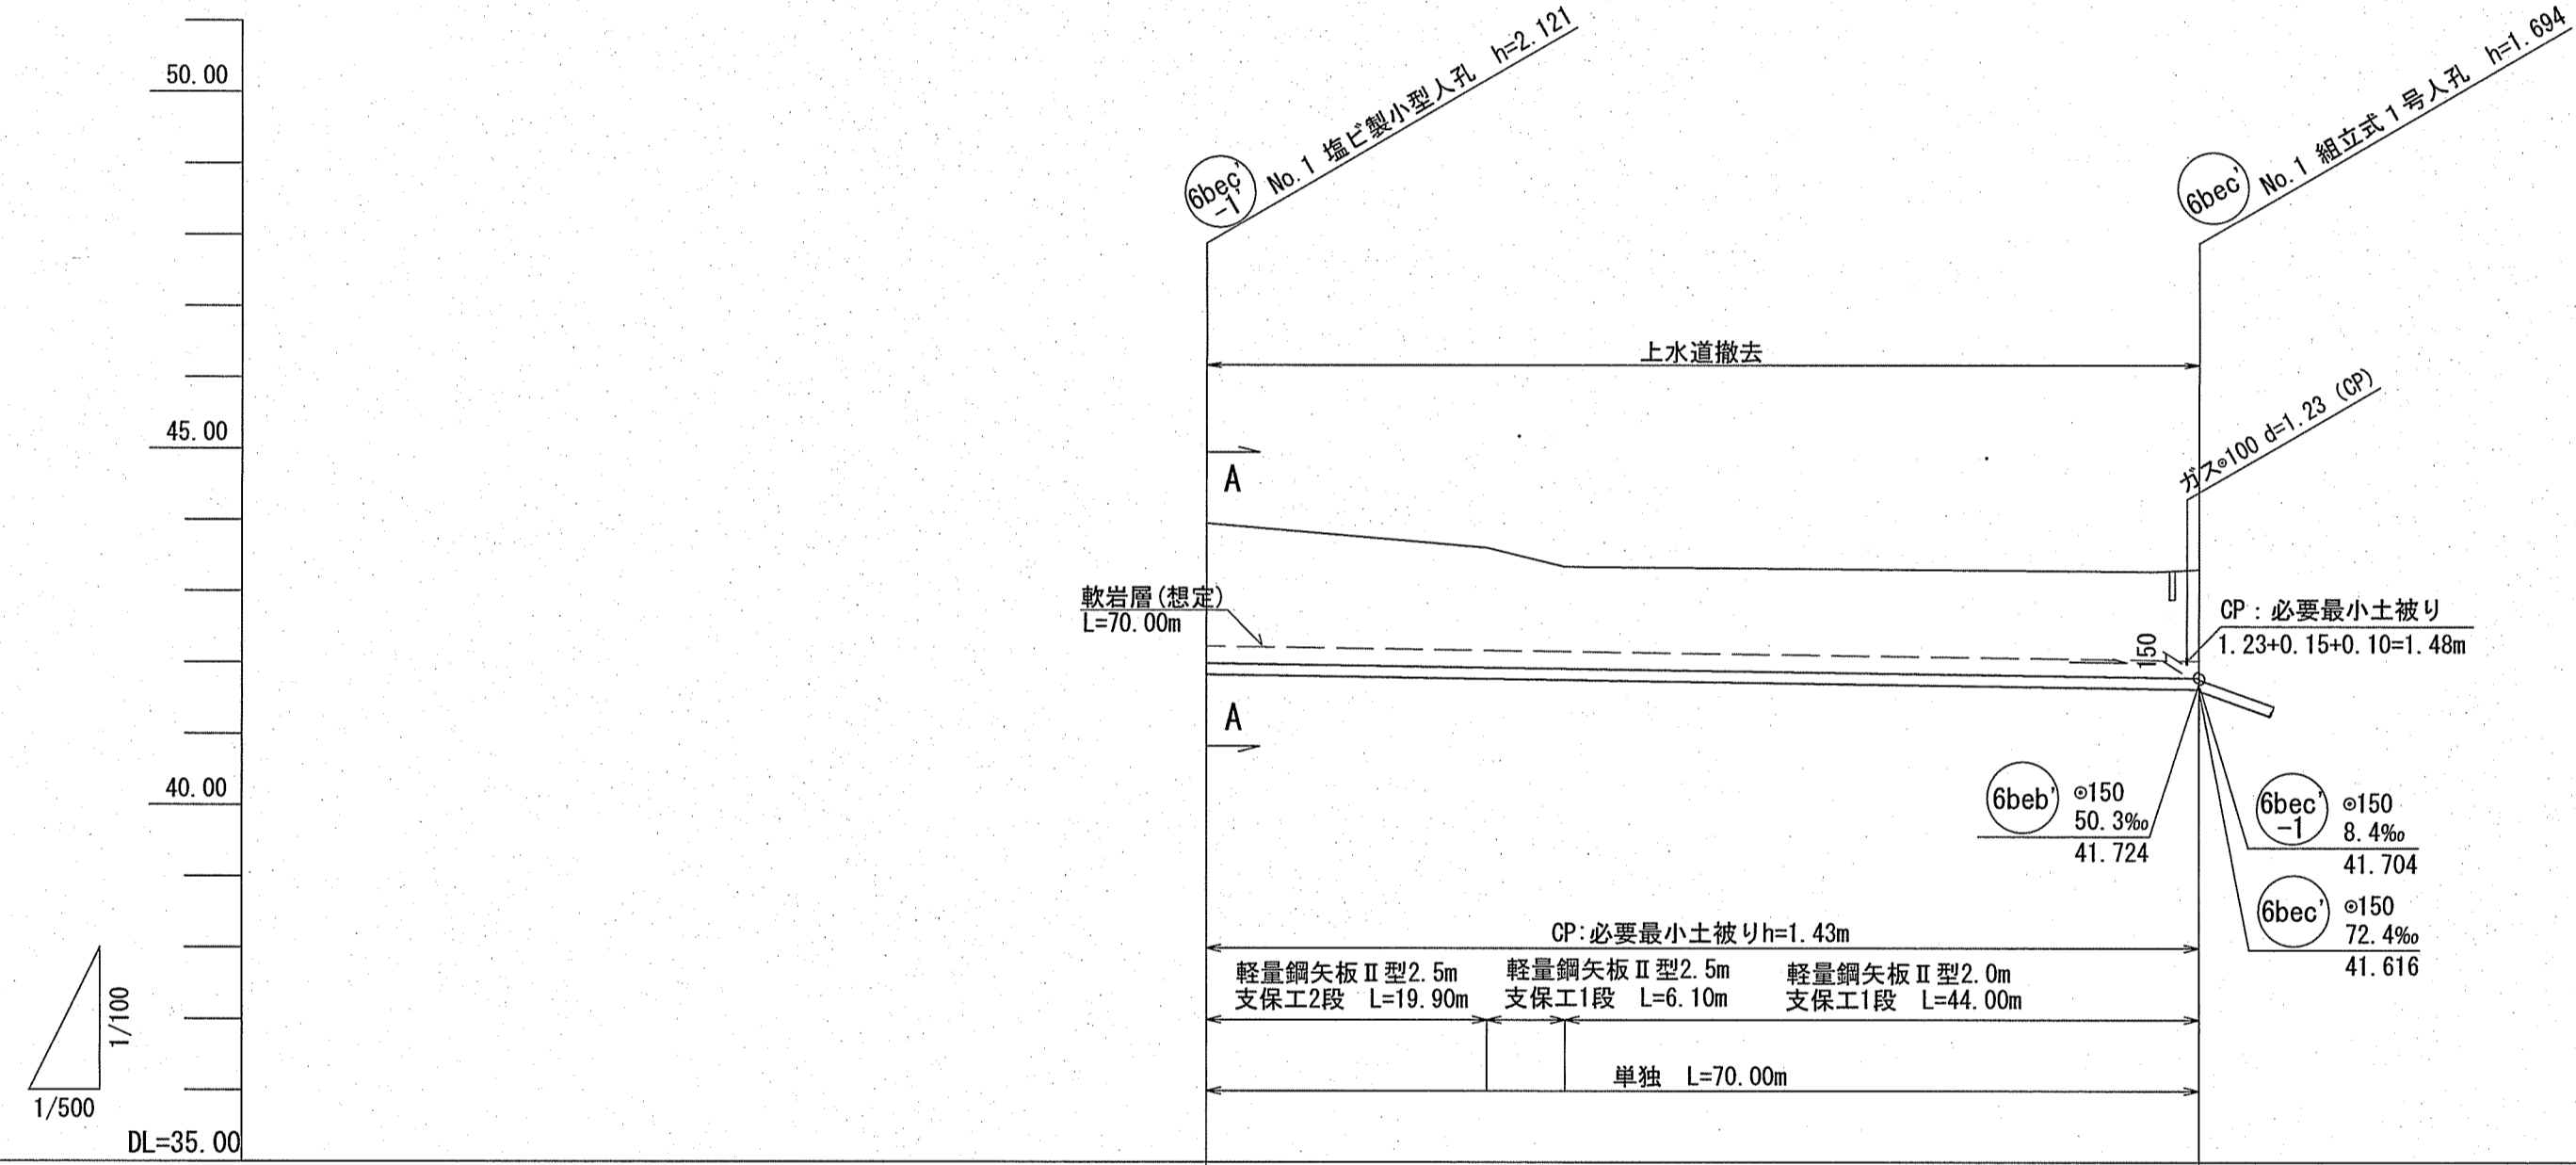 50.00
45.00
40.00
DL=35.00
1/100
1/500
6bec'
-1
No.1 塩ビ製小型人孔 h=2.121
6bec'
No.1 組立式1号人孔 h=1.694
上水道撤去
ガス⊙100 d=1.23 (CP)
A
軟岩層(想定)
L=70.00m
CP：必要最小土被り
1.23+0.15+0.10=1.48m
150
A
6beb'
⊙150
50.3‰
41.724
6bec'
-1
⊙150
8.4‰
41.704
6bec'
⊙150
72.4‰
41.616
CP:必要最小土被りh=1.43m
軽量鋼矢板Ⅱ型2.5m
支保工2段 L=19.90m
軽量鋼矢板Ⅱ型2.5m
支保工1段 L=6.10m
軽量鋼矢板Ⅱ型2.0m
支保工1段 L=44.00m
単独 L=70.00m